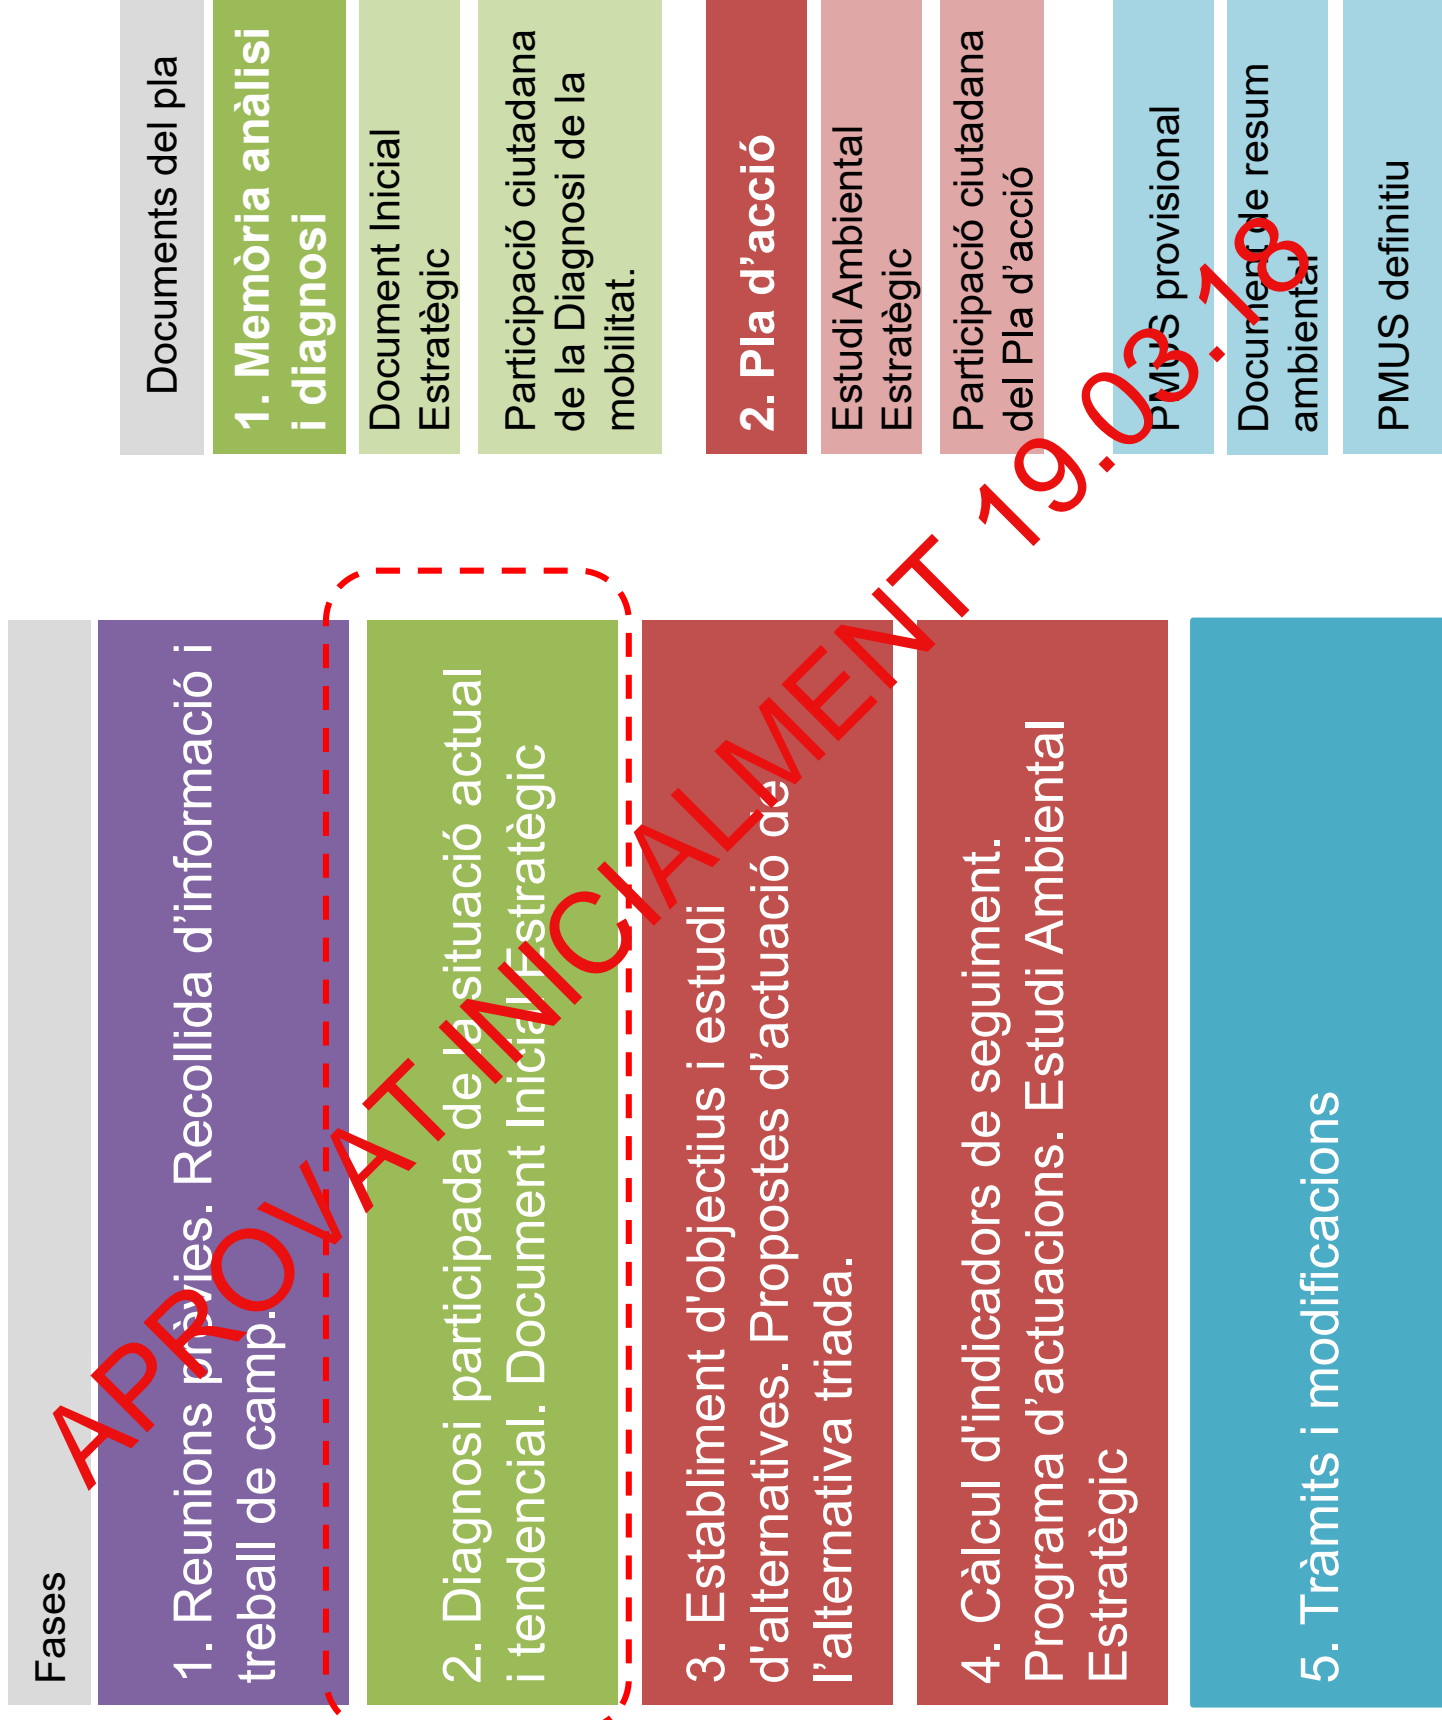 Fases
1. Reunions prèvies. Recollida d’informació i
treball de camp.
2. Diagnosi participada de la situació actual
i tendencial. Document Inicial Estratègic
3. Establiment d'objectius i estudi
d'alternatives. Propostes d’actuació de
l’alternativa triada.
4. Càlcul d'indicadors de seguiment.
Programa d’actuacions. Estudi Ambiental
Estratègic
5. Tràmits i modificacions
Documents del pla
1. Memòria anàlisi
i diagnosi
Document Inicial
Estratègic
Participació ciutadana
de la Diagnosi de la
mobilitat.
2. Pla d’acció
Estudi Ambiental
Estratègic
Participació ciutadana
del Pla d’acció
PMUS provisional
Document de resum
ambiental
PMUS definitiu
APROVAT INICIALMENT 19.03.18